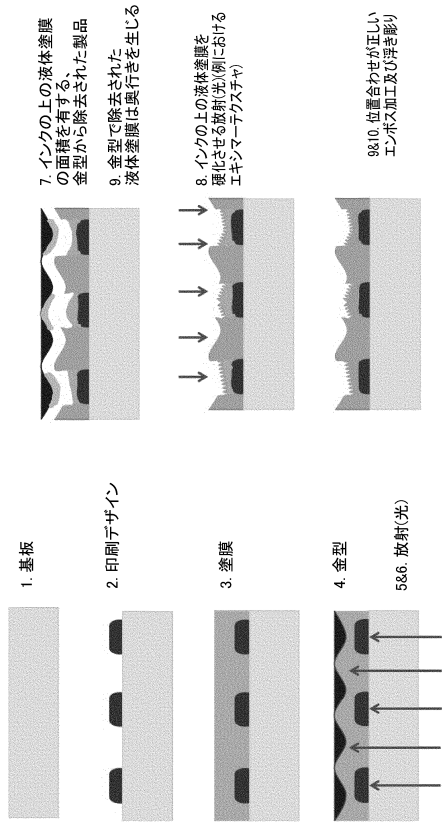 1. 基板
2. 印刷デザイン
3. 塗膜
4. 金型
5&6. 放射(光)
7. インクの上の液体塗膜
の面積を有する、
金型から除去された製品
9. 金型で除去された
液体塗膜は奥行きを生じる
8. インクの上の液体塗膜を
硬化させる放射(光)(例における
エキシマーテクスチャ)
9&10. 位置合わせが正しい
エンボス加工及び浮き彫り